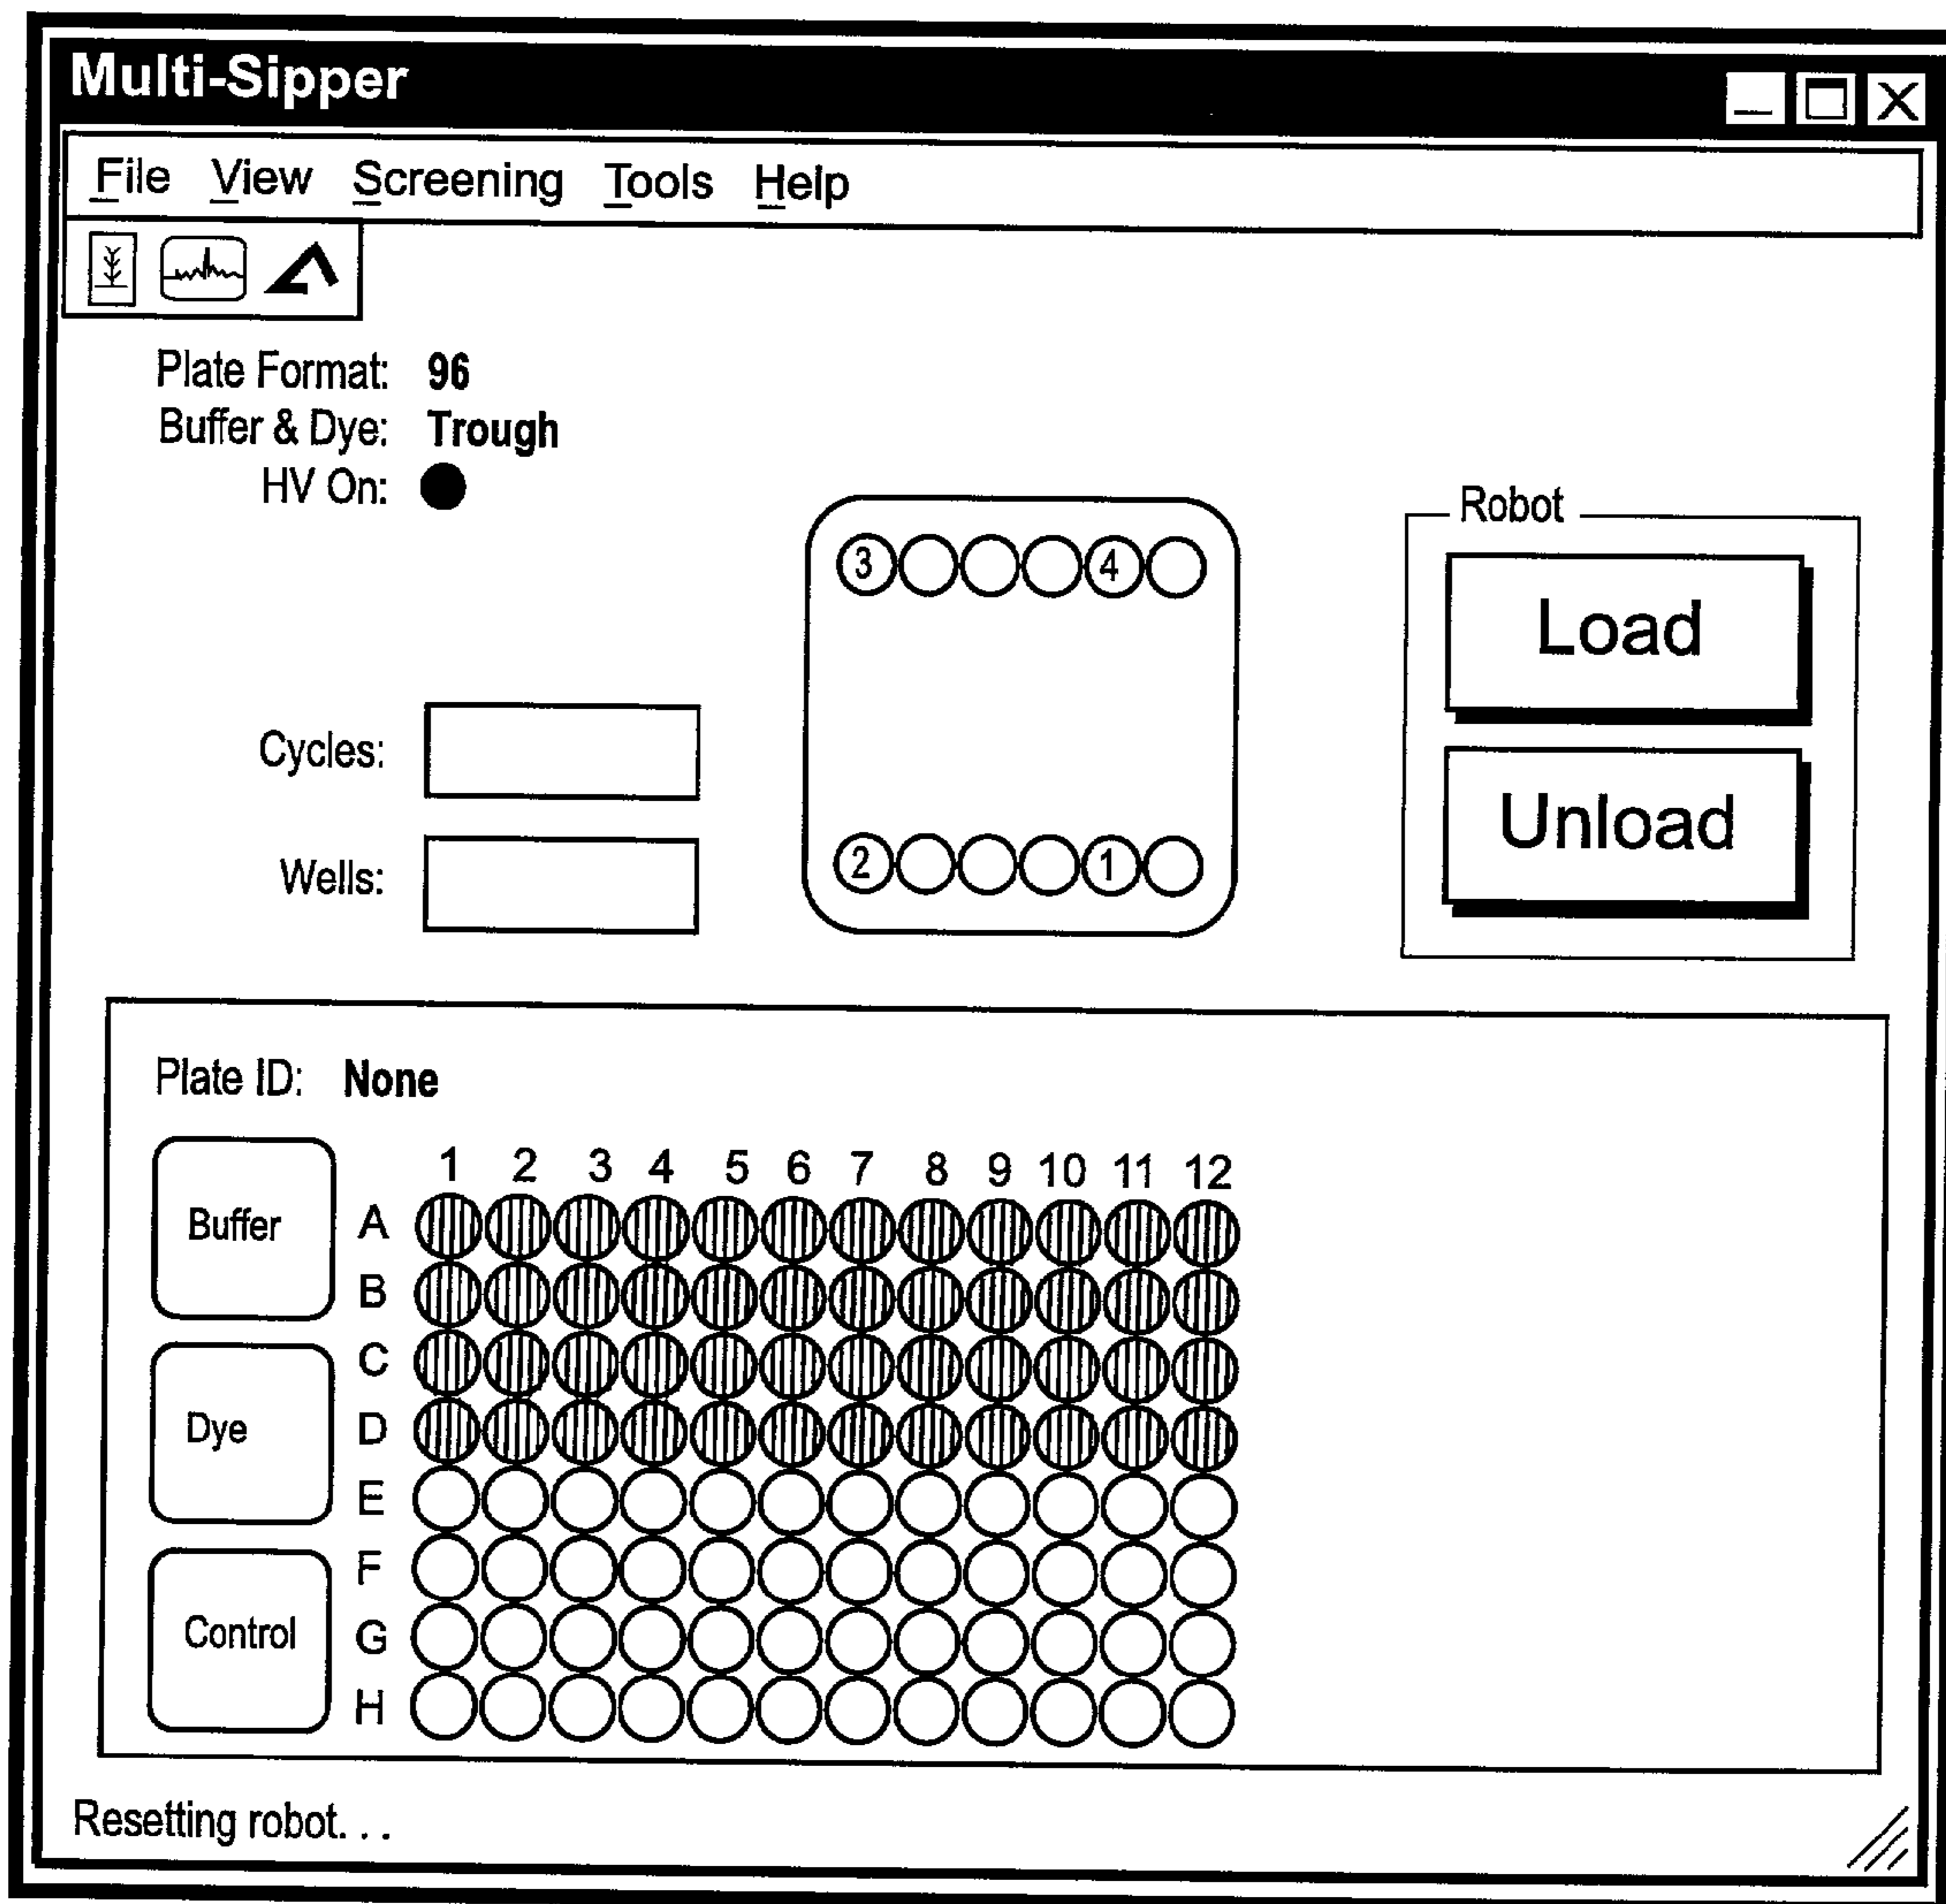 Multi-Sipper
File View Screening Tools Help
Plate Format: 96
Buffer & Dye: Trough
HV On:
3 4
Robot
Load
Cycles:
Unload
Wells:
2 1
Plate ID: None
1 2 3 4 5 6 7 8 9 10 11 12
Buffer
A
B
C
Dye
D
E
F
Control
G
H
Resetting robot. . .